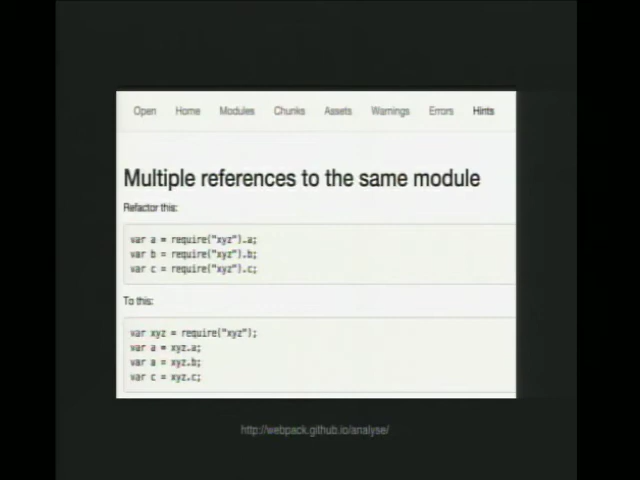 Open Home Modules Chunks Assets Warnings Errors Hints
Multiple references to the same module
Refactor this:
var a = require("xyz").a;
var b = require("xyz").b;
var c = require("xyz").c;
To this:
var xyz = require("xyz");
var a = xyz.a;
var a = xyz.b;
var c = xyz.c;
http://webpack.github.io/analyse/